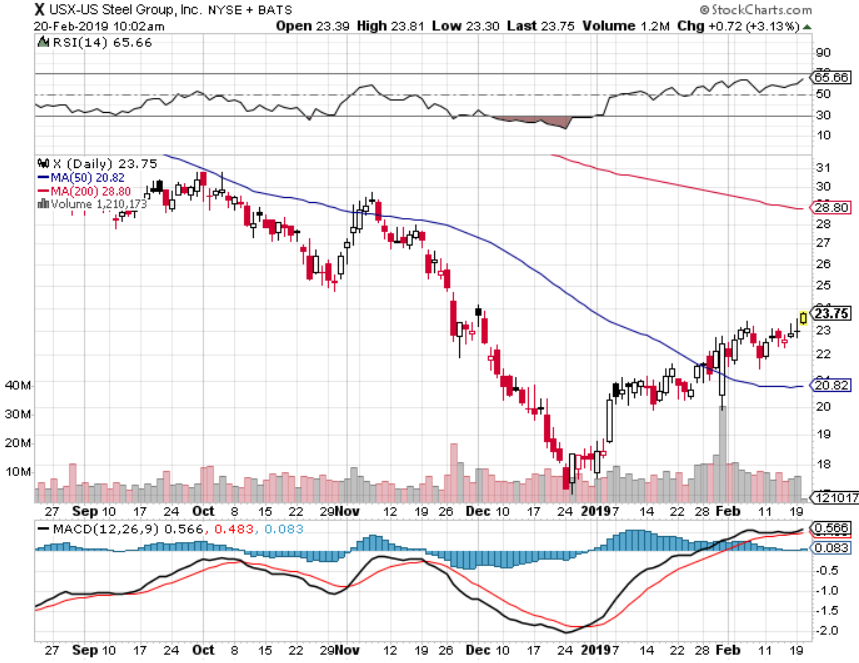 X USX-US Steel Group, Inc. NYSE + BATS © StockCharts.com
20-Feb-2019 10:02am Open 23.39 High 23.81 Low 23.30 Last 23.75 Volume 1.2M Chg +0.72 (+3.13%)
RSI(14) 65.66
90
65.66
50
30
10
X (Daily) 23.75
MA(50) 20.82
MA(200) 28.80
Volume 1,210,173
31
30
28.80
28
27
26
25
23.75
23
22
20.82
20
19
18
1210173
40M
30M
20M
10M
27 Sep 10 17 24 Oct 8 15 22 29 Nov 12 19 26 Dec 10 17 24 2019 7 14 22 28 Feb 11 19
MACD(12,26,9) 0.566, 0.483, 0.083
0.566
0.083
-0.5
-1.0
-1.5
-2.0
27 Sep 10 17 24 Oct 8 15 22 29 Nov 12 19 26 Dec 10 17 24 2019 7 14 22 28 Feb 11 19